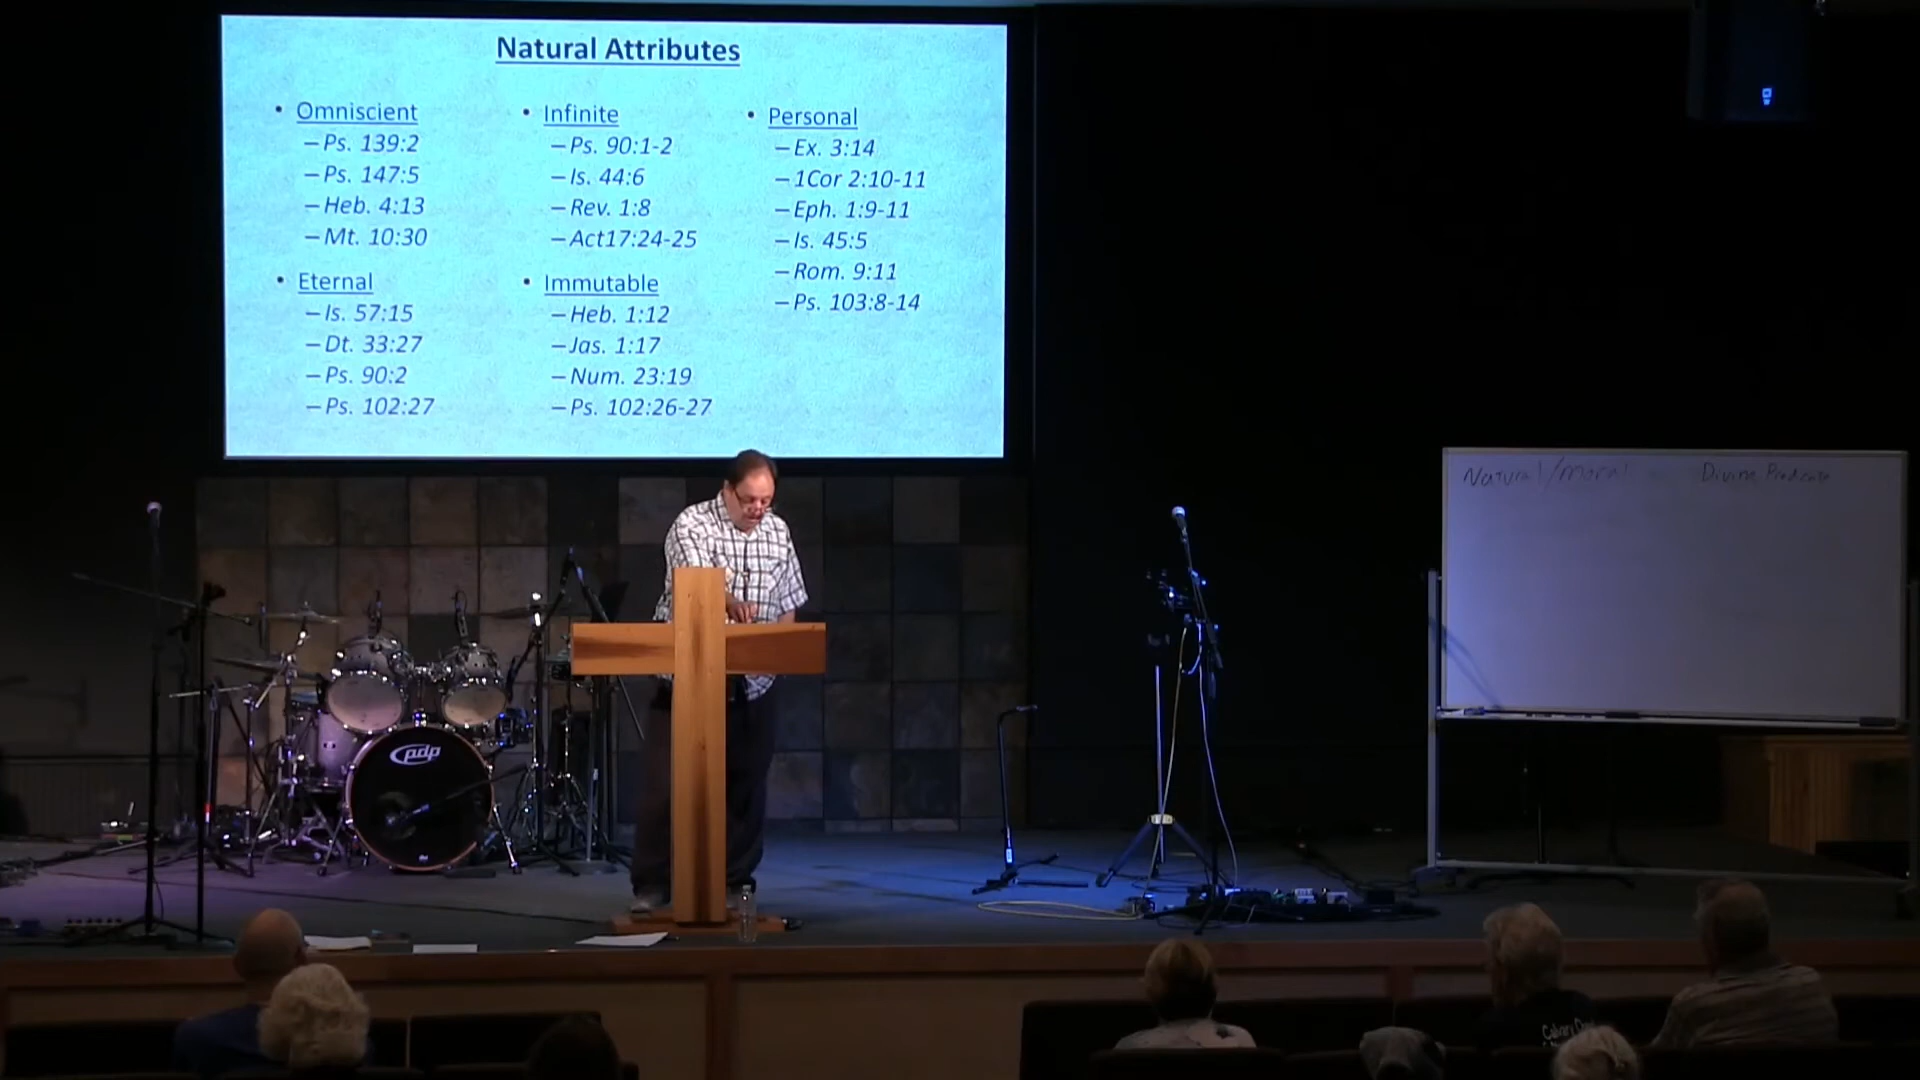 Natural Attributes
• Omniscient
–Ps. 139:2
–Ps. 147:5
–Heb. 4:13
–Mt. 10:30
• Eternal
–Is. 57:15
–Dt. 33:27
–Ps. 90:2
–Ps. 102:27
• Infinite
–Ps. 90:1-2
–Is. 44:6
–Rev. 1:8
–Act17:24-25
• Immutable
–Heb. 1:12
–Jas. 1:17
–Num. 23:19
–Ps. 102:26-27
• Personal
–Ex. 3:14
–1Cor 2:10-11
–Eph. 1:9-11
–Is. 45:5
–Rom. 9:11
–Ps. 103:8-14
Natural/moral
Divine
pdp
Calvary